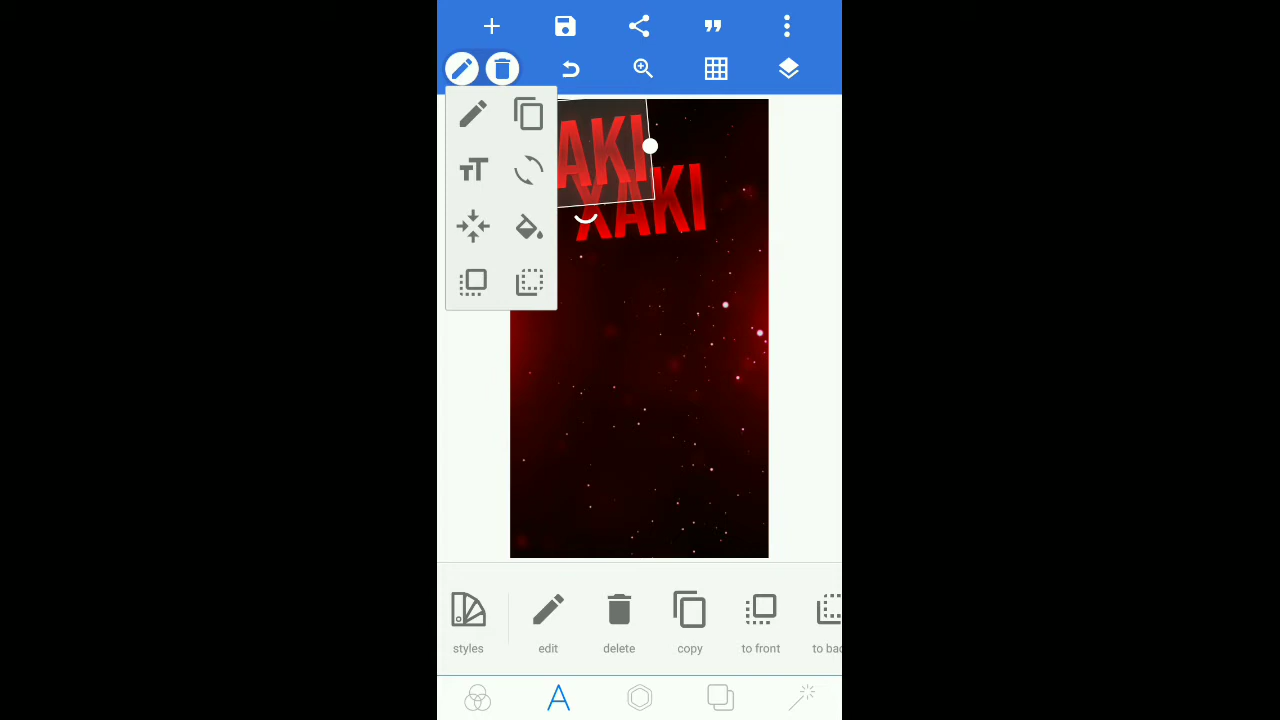 AKI
XAKI
styles
edit
delete
copy
to front
to bac